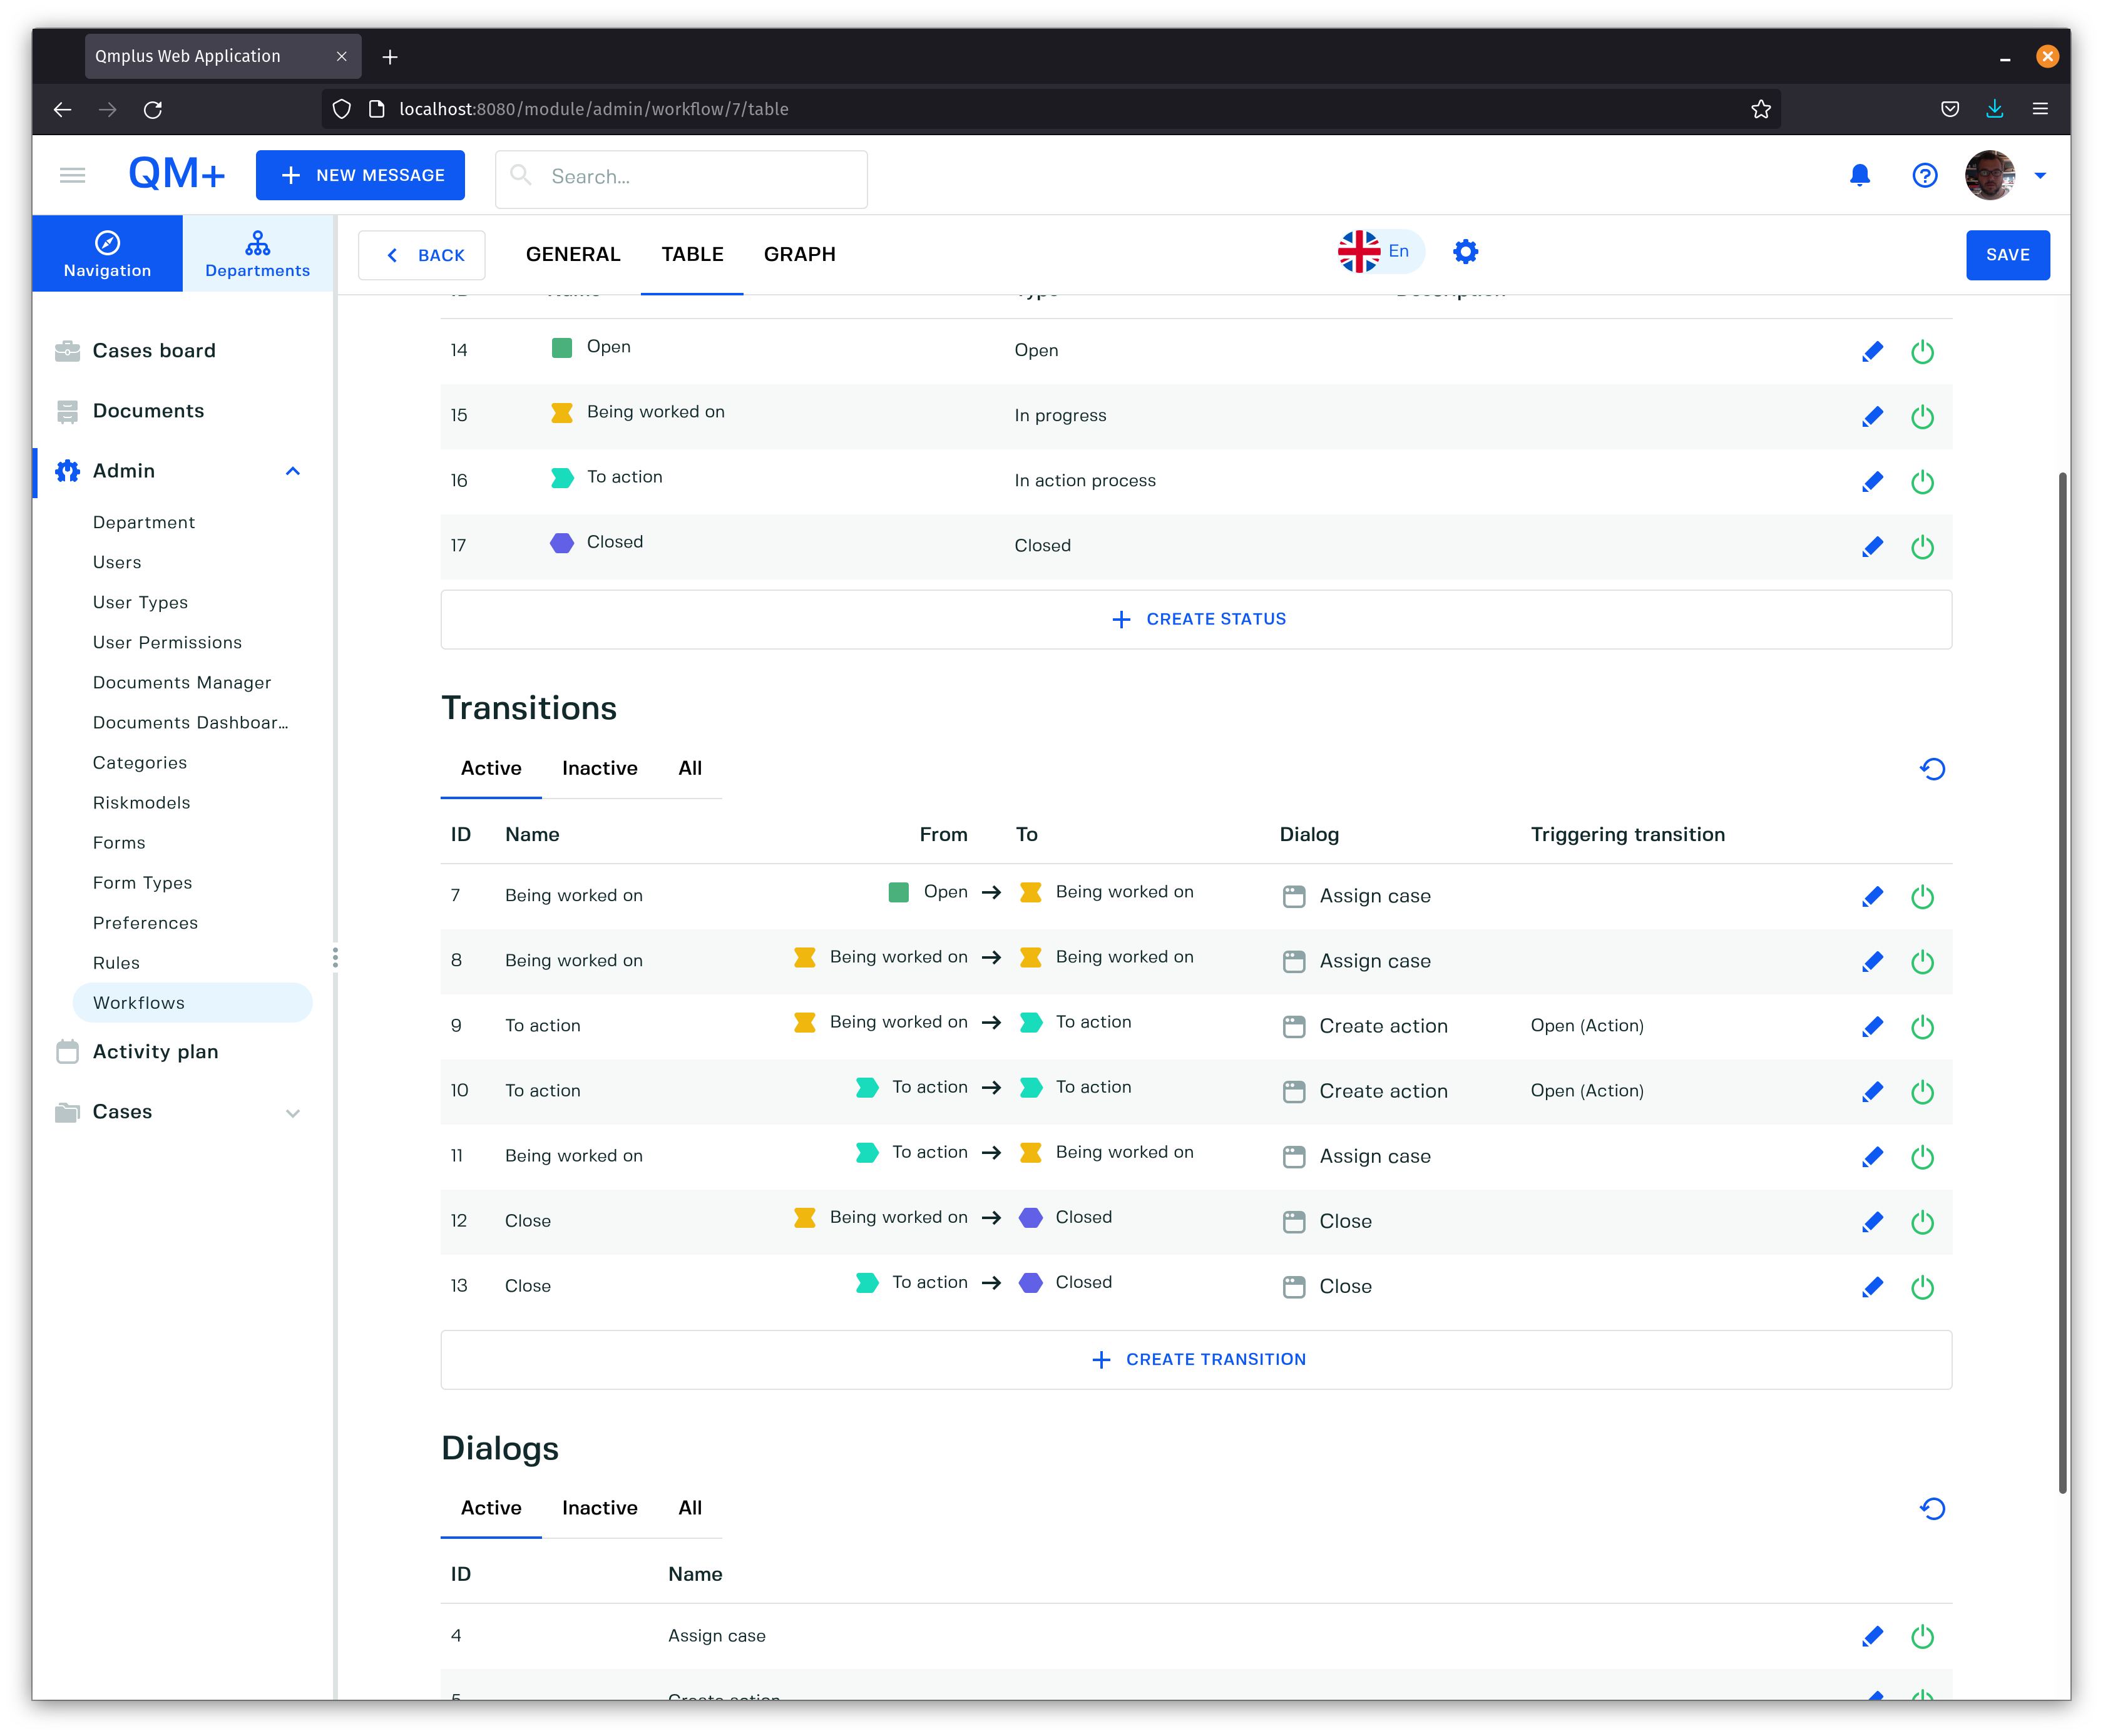 Qmplus Web Application
localhost:8080/module/admin/workflow/7/table
QM+
NEW MESSAGE
Search...
Navigation
Departments
BACK
GENERAL
TABLE
GRAPH
En
SAVE
Cases board
Documents
Admin
Department
Users
User Types
User Permissions
Documents Manager
Documents Dashboar...
Categories
Riskmodels
Forms
Form Types
Preferences
Rules
Workflows
Activity plan
Cases
ID Name Type Description
14 Open Open
15 Being worked on In progress
16 To action In action process
17 Closed Closed
CREATE STATUS
Transitions
Active Inactive All
ID Name From To Dialog Triggering transition
7 Being worked on Open → Being worked on Assign case
8 Being worked on Being worked on → Being worked on Assign case
9 To action Being worked on → To action Create action Open (Action)
10 To action To action → To action Create action Open (Action)
11 Being worked on To action → Being worked on Assign case
12 Close Being worked on → Closed Close
13 Close To action → Closed Close
CREATE TRANSITION
Dialogs
Active Inactive All
ID Name
4 Assign case
5 Create action